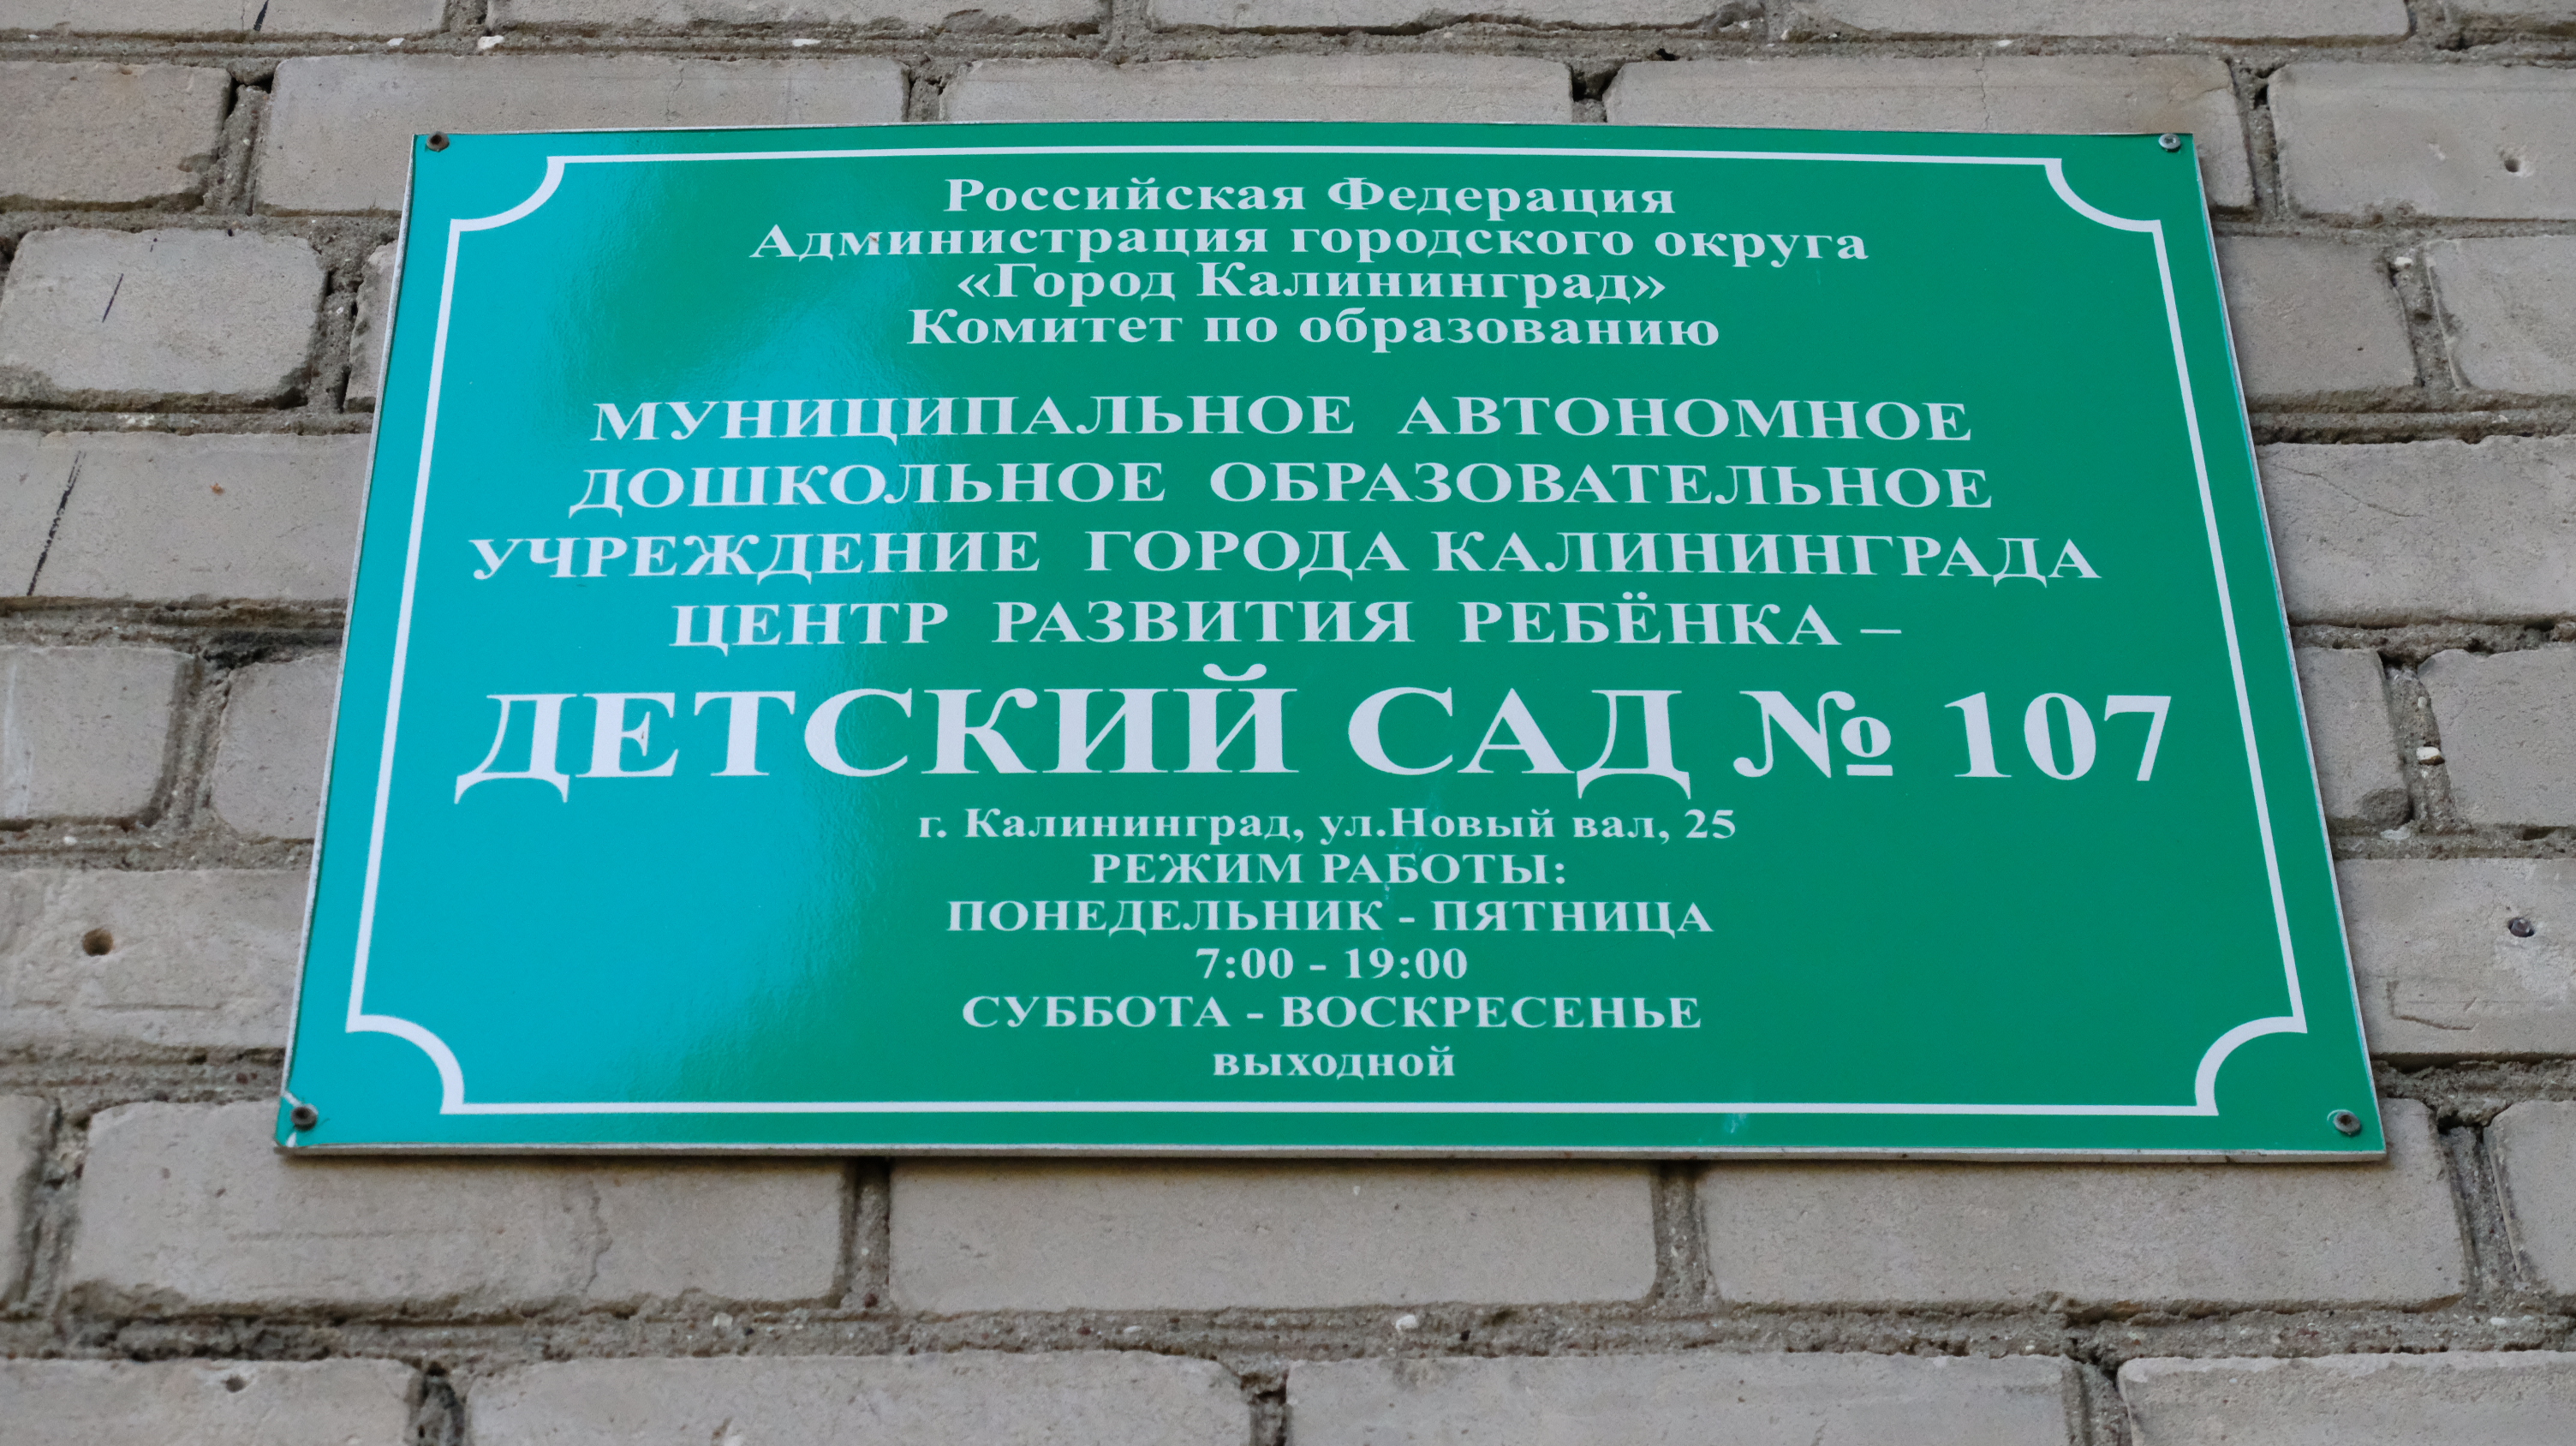 Российская Федерация
Администрация городского округа
«Город Калининград»
Комитет по образованию
МУНИЦИПАЛЬНОЕ АВТОНОМНОЕ
ДОШКОЛЬНОЕ ОБРАЗОВАТЕЛЬНОЕ
УЧРЕЖДЕНИЕ ГОРОДА КАЛИНИНГРАДА
ЦЕНТР РАЗВИТИЯ РЕБЁНКА –
ДЕТСКИЙ САД № 107
г. Калининград, ул.Новый вал, 25
РЕЖИМ РАБОТЫ:
ПОНЕДЕЛЬНИК - ПЯТНИЦА
7:00 - 19:00
СУББОТА - ВОСКРЕСЕНЬЕ
выходной